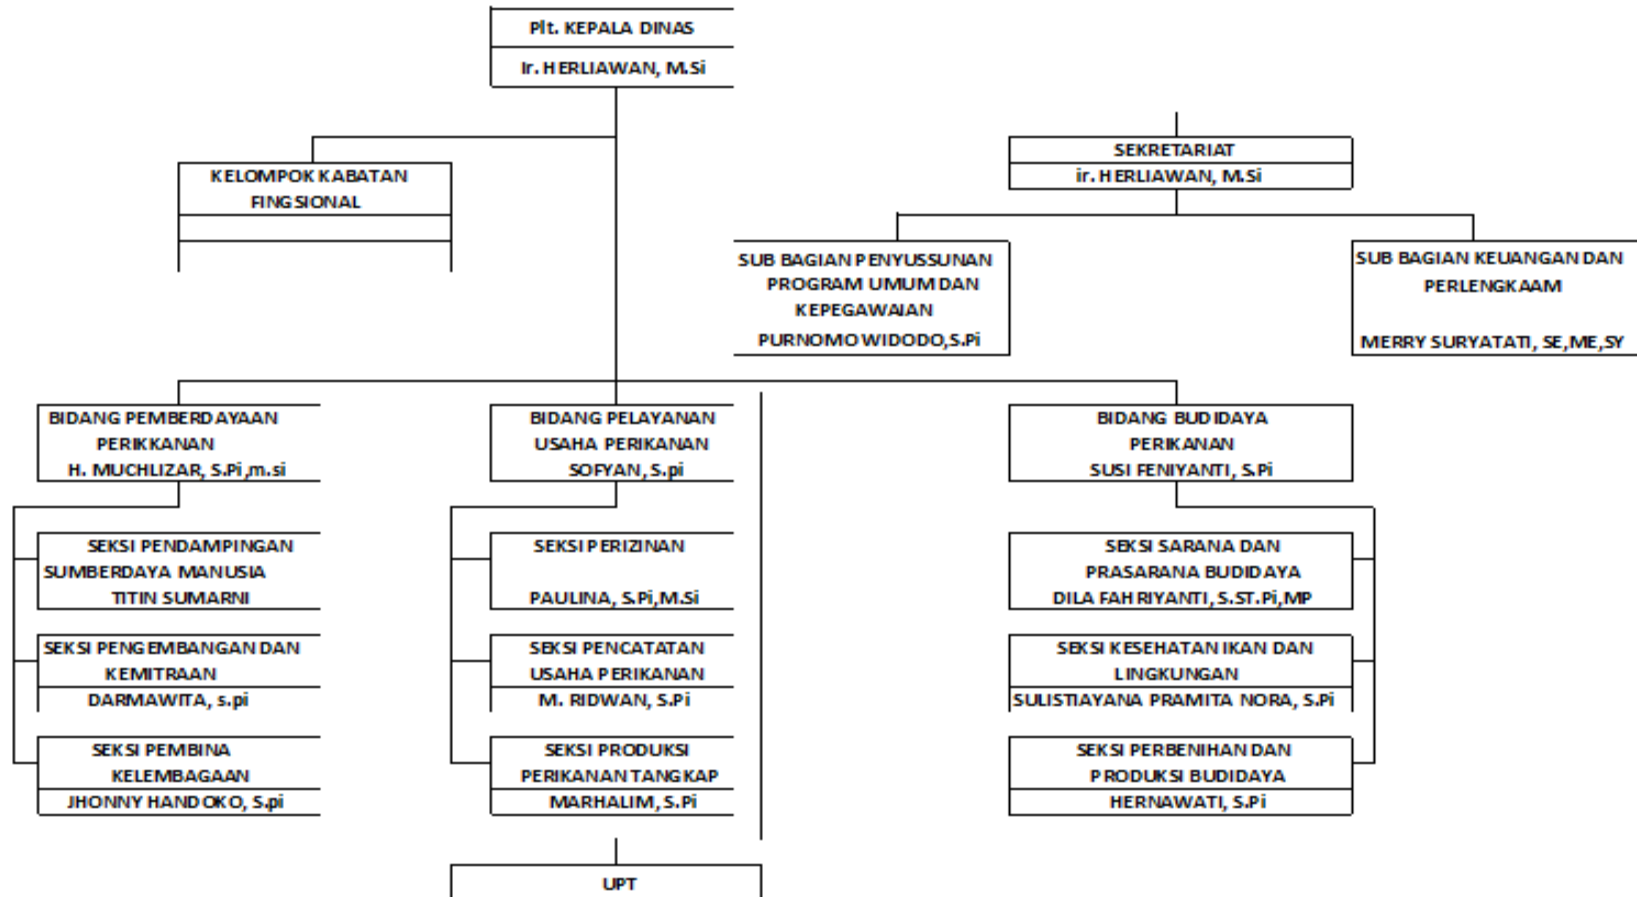 Plt. KEPALA DINAS
Ir. HERLIAWAN, M.Si
SEKRETARIAT
ir. HERLIAWAN, M.Si
KELOMPOK KABATAN
FINGSIONAL
SUB BAGIAN PENYUSSUNAN
PROGRAM UMUM DAN
KEPEGAWAIAN
PURNOMO WIDODO,S.Pi
SUB BAGIAN KEUANGAN DAN
PERLENGKAAM
MERRY SURYATATI, SE,ME,SY
BIDANG PEMBERDAYAAN
PERIKKANAN
H. MUCHLIZAR, S.Pi,m.si
BIDANG PELAYANAN
USAHA PERIKANAN
SOFYAN, S.pi
BIDANG BUDIDAYA
PERIKANAN
SUSI FENIYANTI, S.Pi
SEKSI PENDAMPINGAN
SUMBERDAYA MANUSIA
TITIN SUMARNI
SEKSI PERIZINAN
PAULINA, S.Pi,M.Si
SEKSI SARANA DAN
PRASARANA BUDIDAYA
DILA FAHRIYANTI, S.ST.Pi,MP
SEKSI PENGEMBANGAN DAN
KEMITRAAN
DARMAWITA, s.pi
SEKSI PENCATATAN
USAHA PERIKANAN
M. RIDWAN, S.Pi
SEKSI KESEHATAN IKAN DAN
LINGKUNGAN
SULISTIAYANA PRAMITA NORA, S.Pi
SEKSI PEMBINA
KELEMBAGAAN
JHONNY HANDOKO, S.pi
SEKSI PRODUKSI
PERIKANAN TANGKAP
MARHALIM, S.Pi
SEKSI PERBENIHAN DAN
PRODUKSI BUDIDAYA
HERNAWATI, S.Pi
UPT